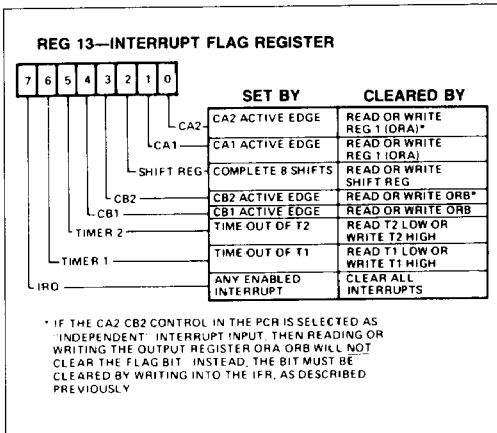 REG 13—INTERRUPT FLAG REGISTER
7 6 5 4 3 2 1 0
SET BY CLEARED BY
CA2 CA2 ACTIVE EDGE READ OR WRITE
REG 1 (ORA)*
CA1 CA1 ACTIVE EDGE READ OR WRITE
REG 1 (ORA)
SHIFT REG COMPLETE 8 SHIFTS READ OR WRITE
SHIFT REG
CB2 CB2 ACTIVE EDGE READ OR WRITE ORB*
CB1 CB1 ACTIVE EDGE READ OR WRITE ORB
TIMER 2 TIME OUT OF T2 READ T2 LOW OR
WRITE T2 HIGH
TIMER 1 TIME OUT OF T1 READ T1 LOW OR
WRITE T1 HIGH
IRQ ANY ENABLED CLEAR ALL
INTERRUPT INTERRUPTS
* IF THE CA2 CB2 CONTROL IN THE PCR IS SELECTED AS
"INDEPENDENT" INTERRUPT INPUT, THEN READING OR
WRITING THE OUTPUT REGISTER ORA ORB WILL NOT
CLEAR THE FLAG BIT INSTEAD, THE BIT MUST BE
CLEARED BY WRITING INTO THE IFR, AS DESCRIBED
PREVIOUSLY